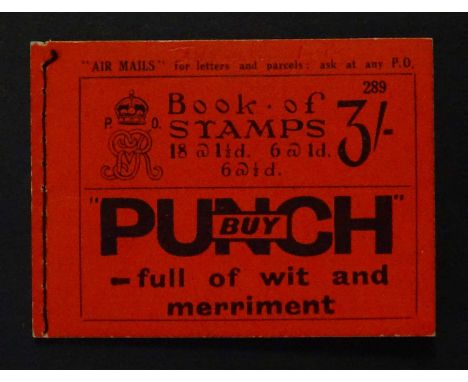 "AIR MAILS" for letters and parcels: ask at any P.O.
289
P. O.
Book · of
STAMPS
3/-
18 @ 1½d. 6 @ 1d.
6 @ ½d.
"PUNCH"
BUY
-full of wit and
merriment